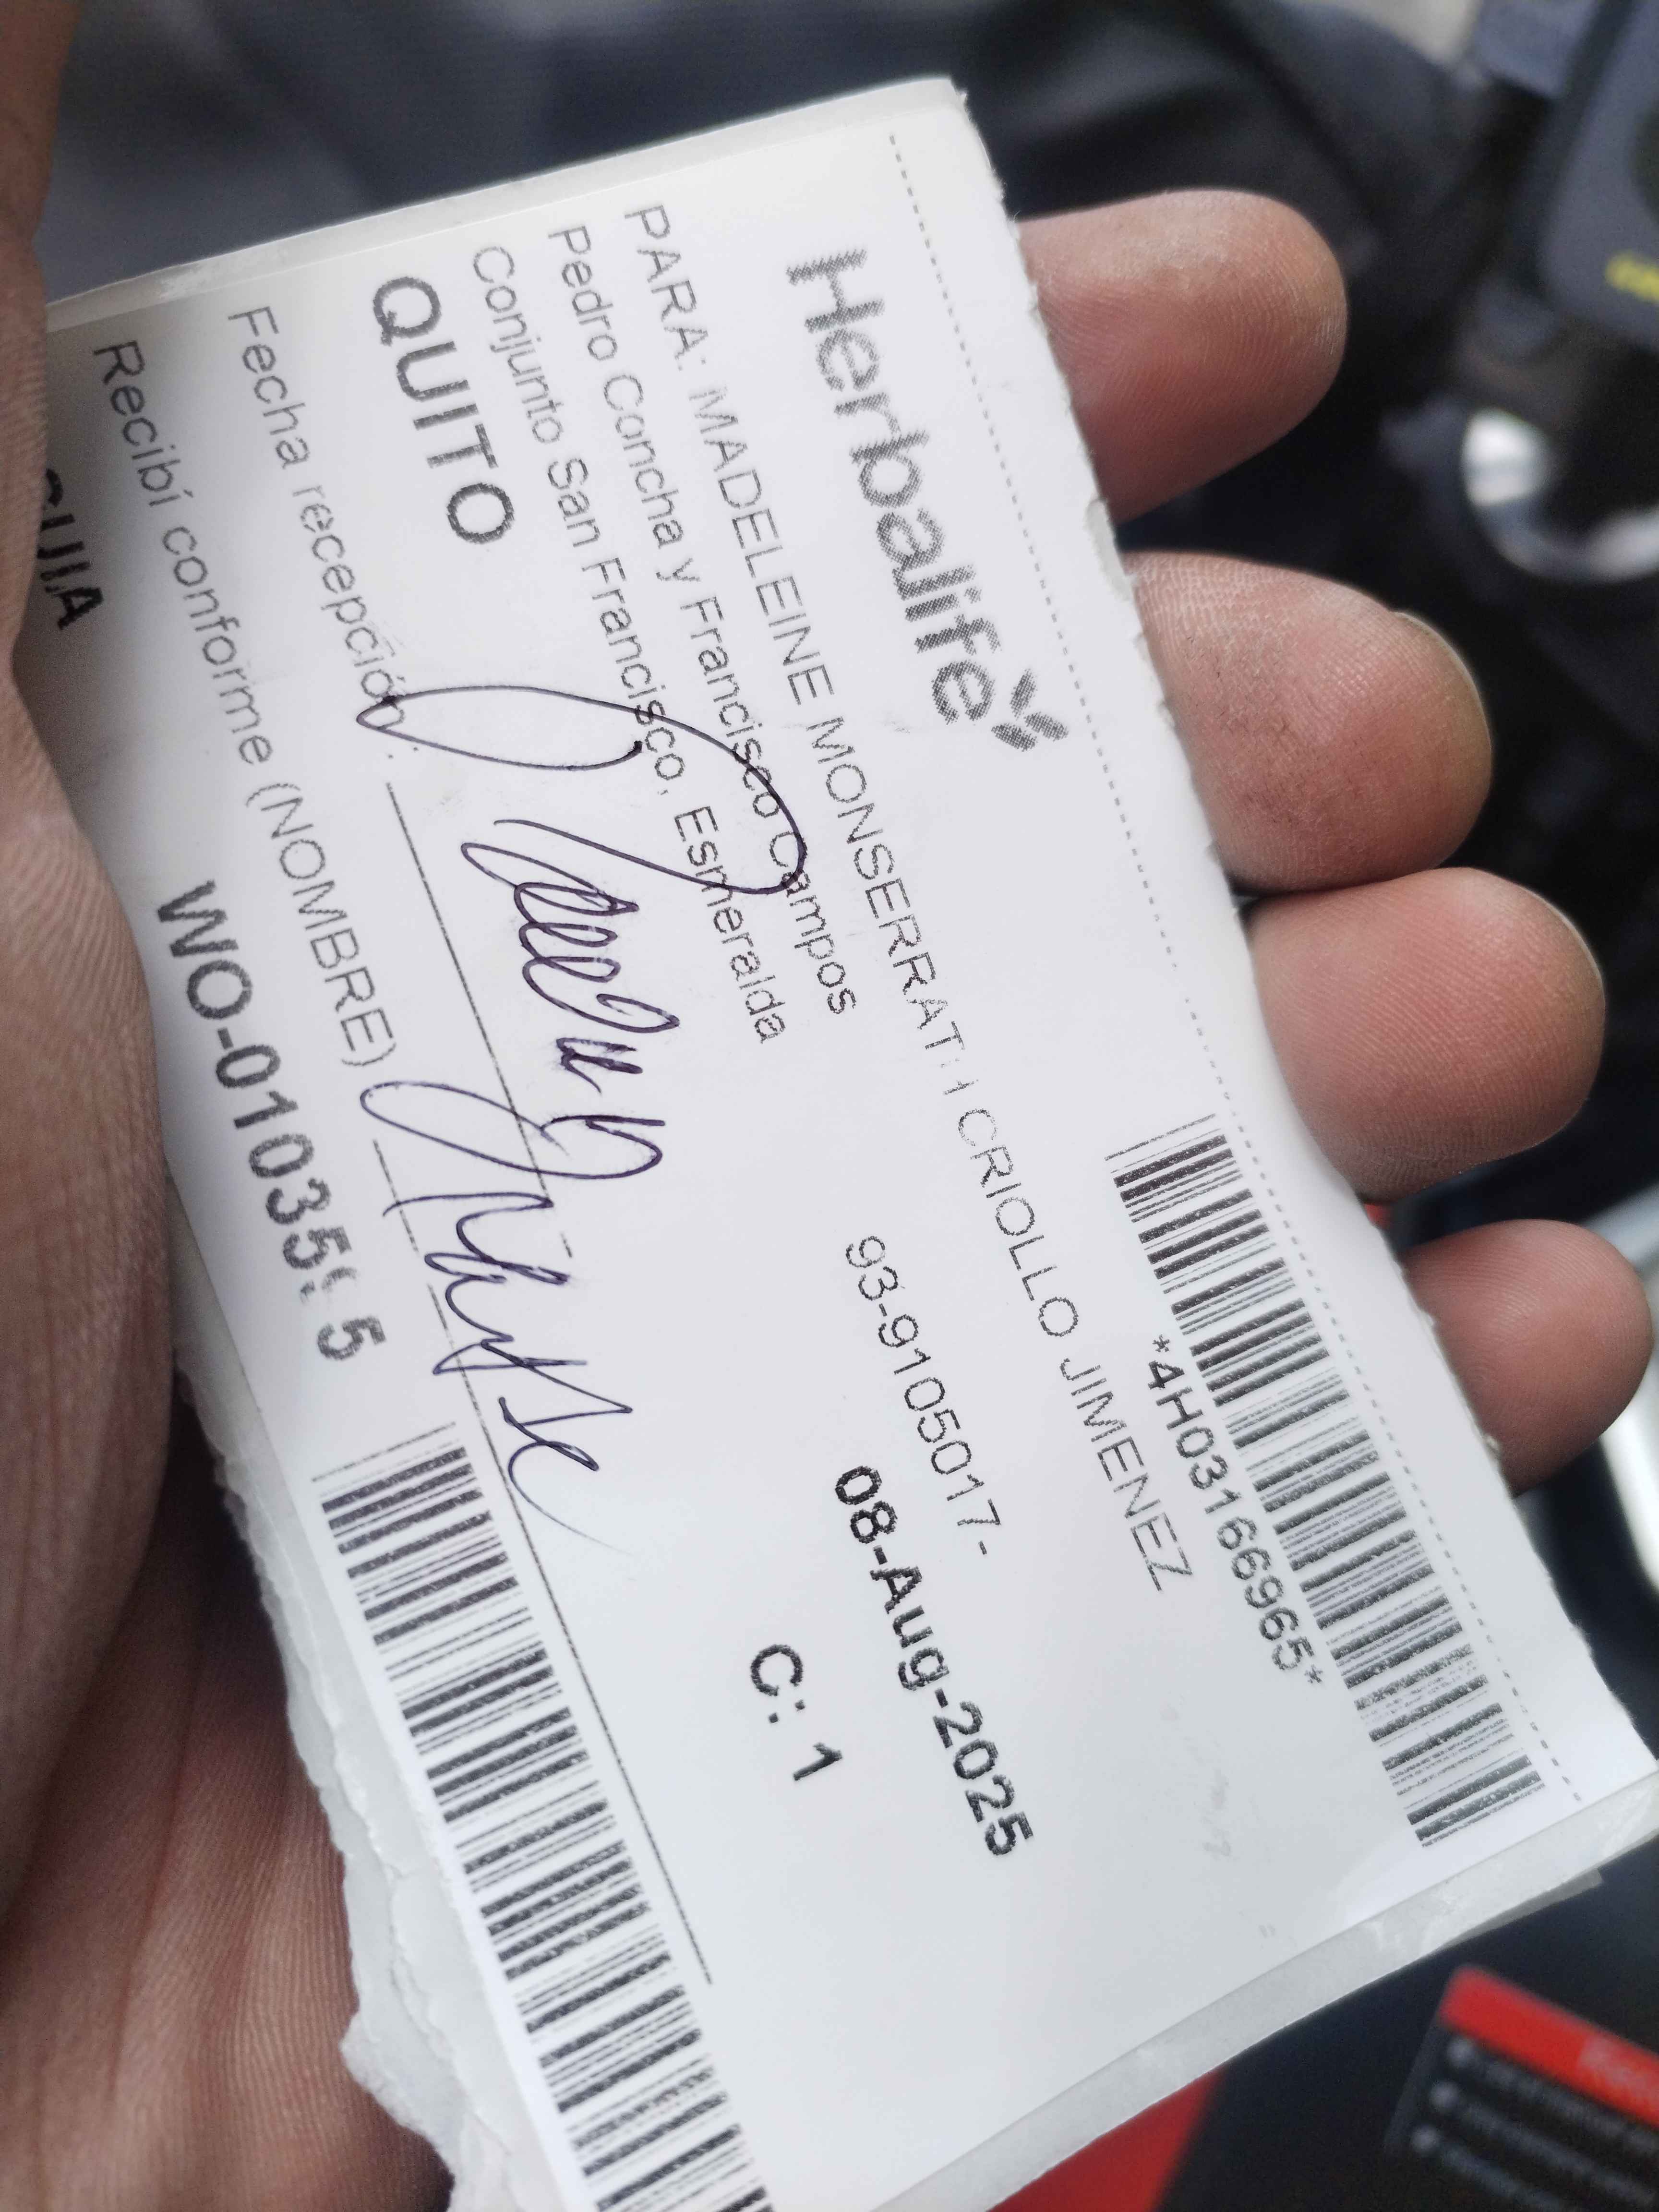 *4H03166965*
Herbalife
PARA: MADELEINE MONSERRATH CRIOLLO JIMENEZ
Pedro Concha y Francisco Campos
93-9105017-
Conjunto San Francisco, Esmeralda
08-Aug-2025
QUITO
C: 1
Fecha recepción:
Recibí conforme (NOMBRE)
GUIA